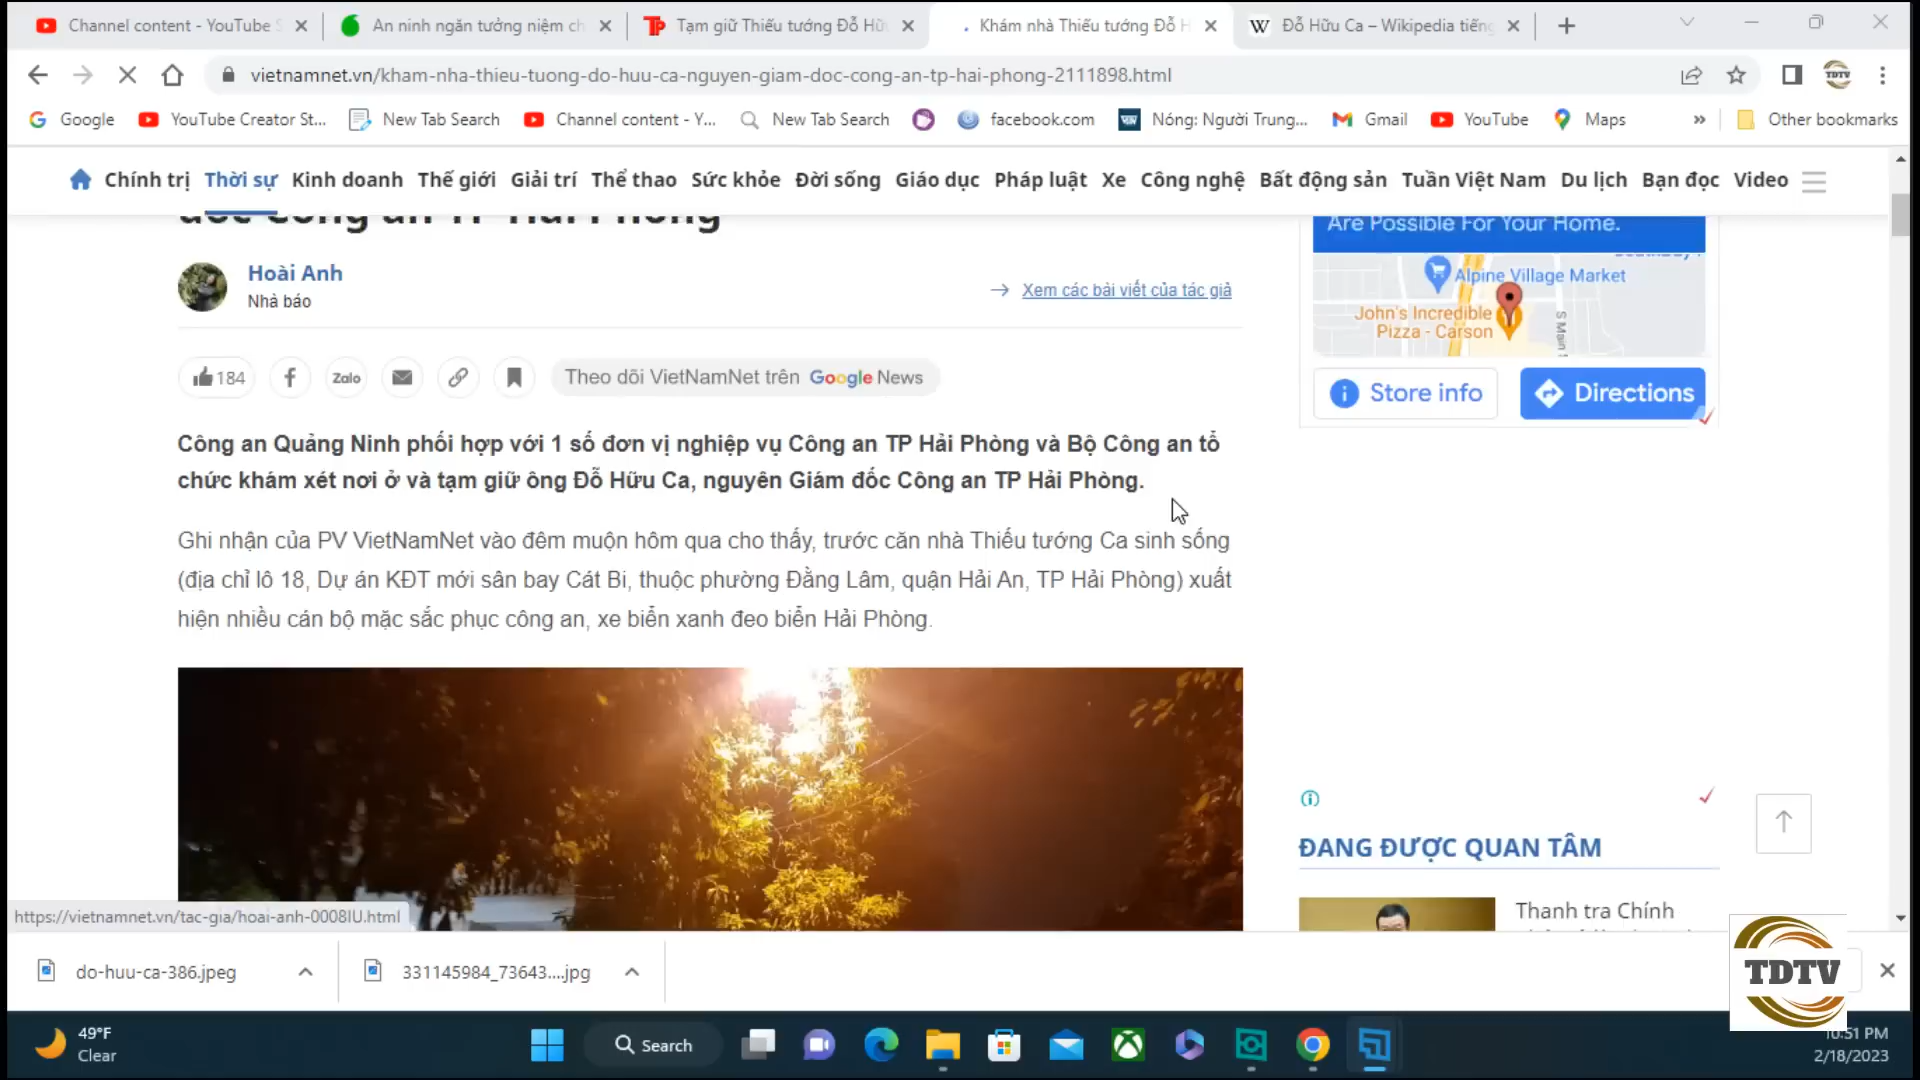 Channel content - YouTube S
An ninh ngăn tưởng niệm ch
Tạm giữ Thiếu tướng Đỗ Hữu
Khám nhà Thiếu tướng Đỗ H
Đỗ Hữu Ca – Wikipedia tiếng
vietnamnet.vn/kham-nha-thieu-tuong-do-huu-ca-nguyen-giam-doc-cong-an-tp-hai-phong-2111898.html
TDTV
Google
YouTube Creator St...
New Tab Search
Channel content - Y...
New Tab Search
facebook.com
Nóng: Người Trung...
Gmail
YouTube
Maps
»
Other bookmarks
Chính trị Thời sự Kinh doanh Thế giới Giải trí Thể thao Sức khỏe Đời sống Giáo dục Pháp luật Xe Công nghệ Bất động sản Tuần Việt Nam Du lịch Bạn đọc Video
đốc Công an TP Hải Phòng
Hoài Anh
Nhà báo
Xem các bài viết của tác giả
184
Zalo
Theo dõi VietNamNet trên Google News
Công an Quảng Ninh phối hợp với 1 số đơn vị nghiệp vụ Công an TP Hải Phòng và Bộ Công an tổ
chức khám xét nơi ở và tạm giữ ông Đỗ Hữu Ca, nguyên Giám đốc Công an TP Hải Phòng.
Ghi nhận của PV VietNamNet vào đêm muộn hôm qua cho thấy, trước căn nhà Thiếu tướng Ca sinh sống
(địa chỉ lô 18, Dự án KĐT mới sân bay Cát Bi, thuộc phường Đằng Lâm, quận Hải An, TP Hải Phòng) xuất
hiện nhiều cán bộ mặc sắc phục công an, xe biển xanh đeo biển Hải Phòng.
Are Possible For Your Home.
Alpine Village Market
John's Incredible
Pizza - Carson
S Main
Store info
Directions
ĐANG ĐƯỢC QUAN TÂM
Thanh tra Chính
https://vietnamnet.vn/tac-gia/hoai-anh-0008IU.html
do-huu-ca-386.jpeg
331145984_73643....jpg
TDTV
49°F
Clear
Search
10:51 PM
2/18/2023